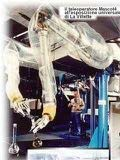 Il teleoperatore Mascot4
all'esposizione universale
di La Villette